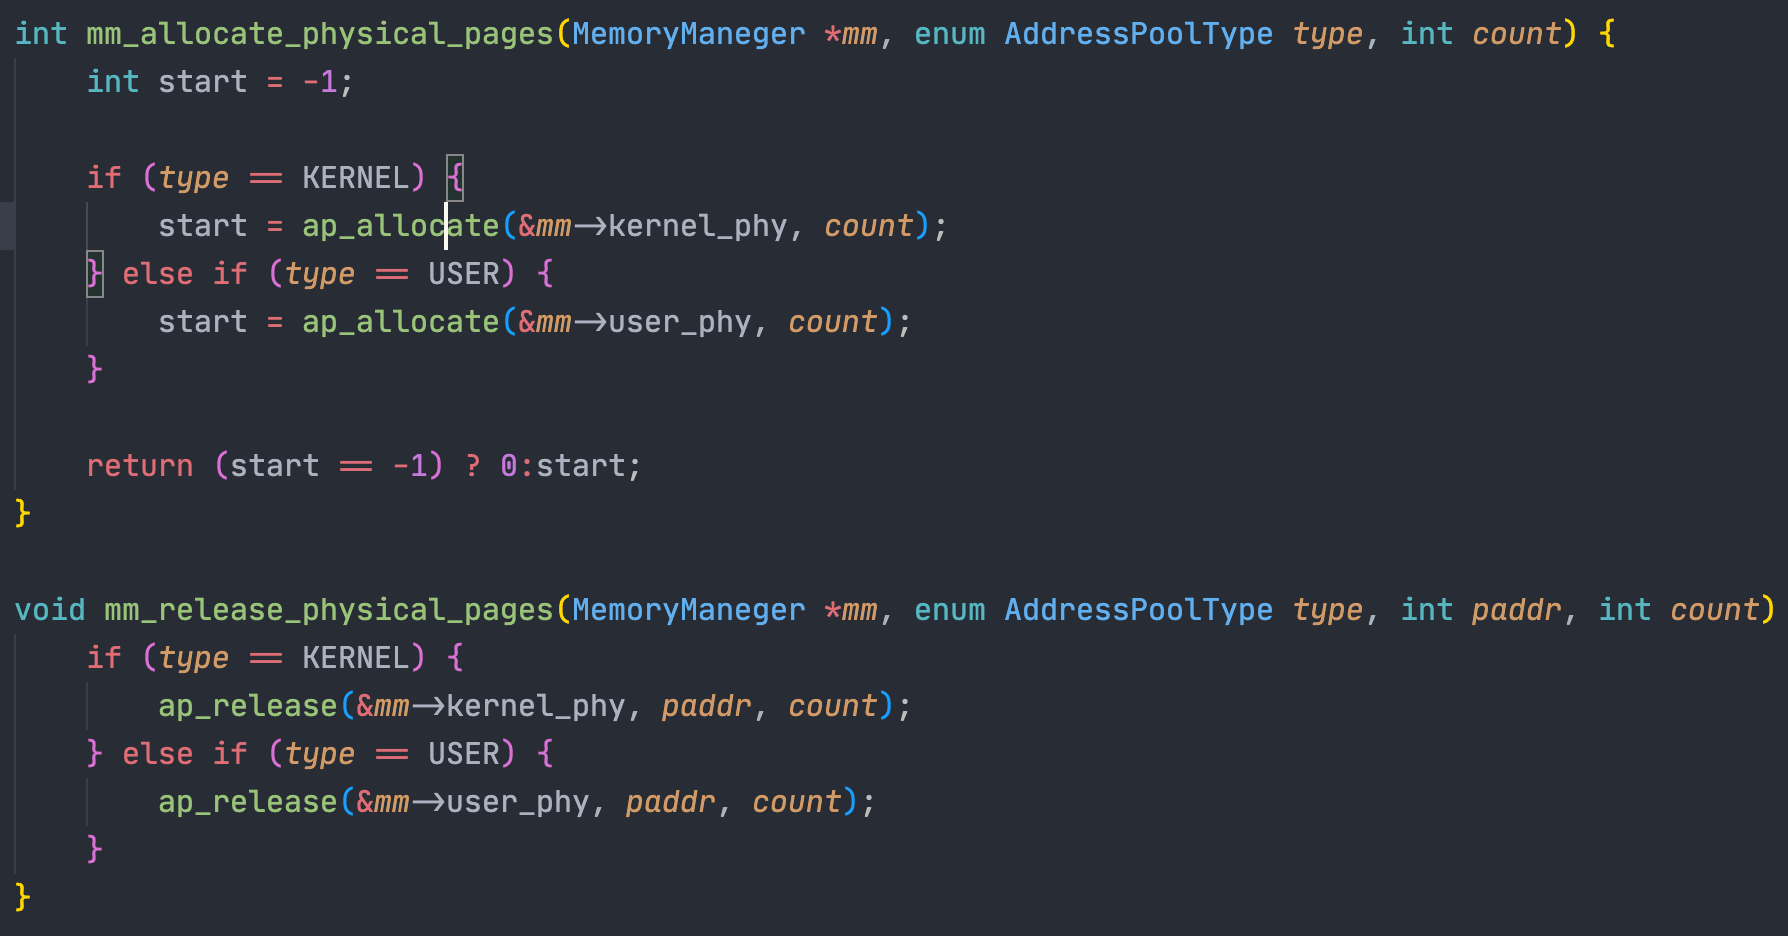 int mm_allocate_physical_pages(MemoryManeger *mm, enum AddressPoolType type, int count) {
    int start = -1;
    if (type == KERNEL) {
        start = ap_allocate(&mm->kernel_phy, count);
    } else if (type == USER) {
        start = ap_allocate(&mm->user_phy, count);
    }
    return (start == -1) ? 0:start;
}
void mm_release_physical_pages(MemoryManeger *mm, enum AddressPoolType type, int paddr, int count)
    if (type == KERNEL) {
        ap_release(&mm->kernel_phy, paddr, count);
    } else if (type == USER) {
        ap_release(&mm->user_phy, paddr, count);
    }
}